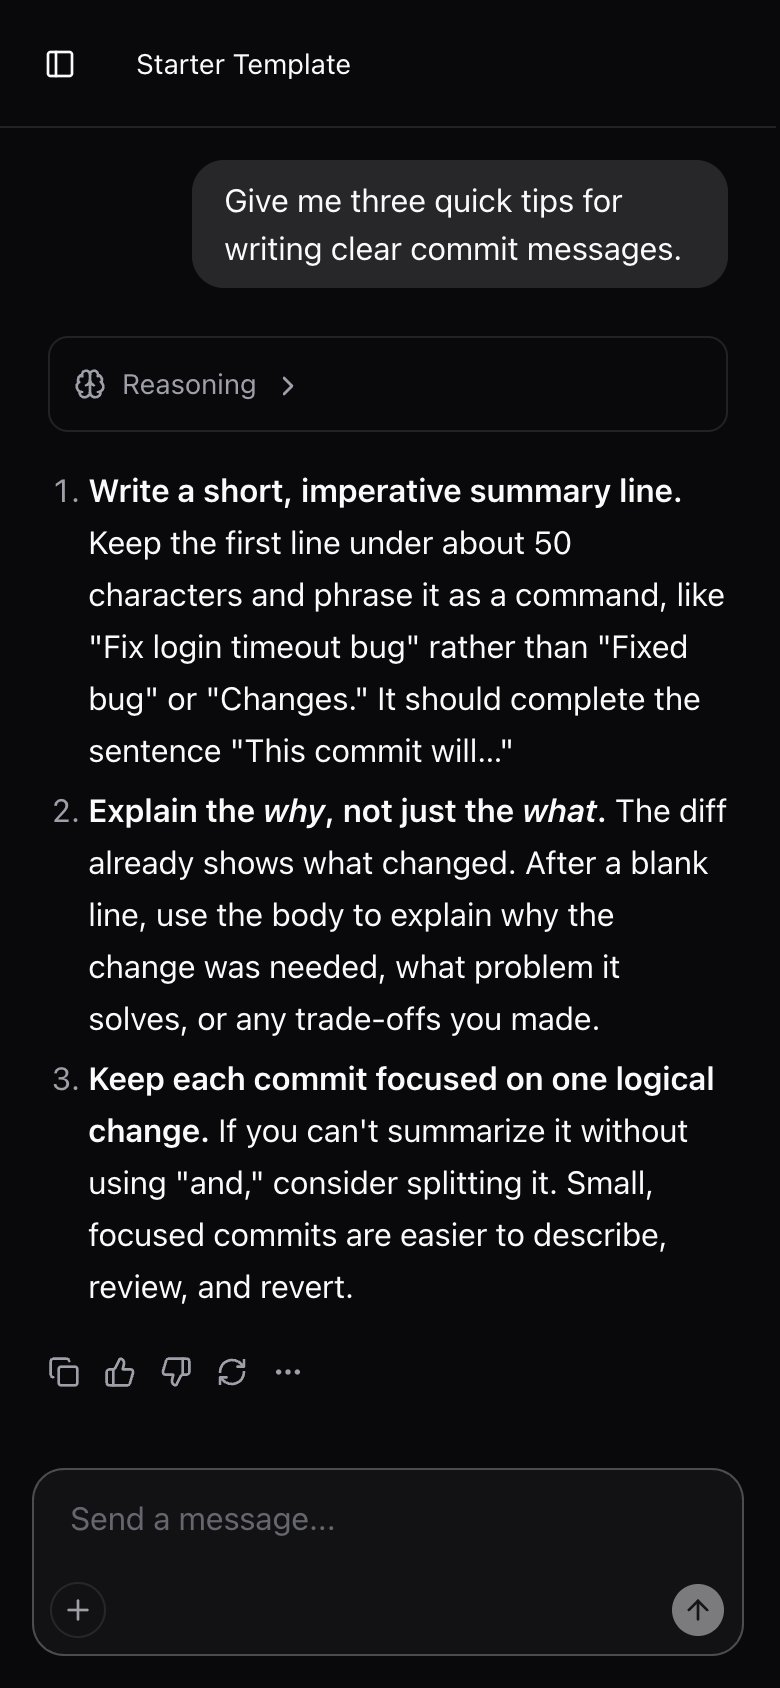 Starter Template
Give me three quick tips for
writing clear commit messages.
Reasoning
1. Write a short, imperative summary line.
Keep the first line under about 50
characters and phrase it as a command, like
"Fix login timeout bug" rather than "Fixed
bug" or "Changes." It should complete the
sentence "This commit will..."
2. Explain the why, not just the what. The diff
already shows what changed. After a blank
line, use the body to explain why the
change was needed, what problem it
solves, or any trade-offs you made.
3. Keep each commit focused on one logical
change. If you can't summarize it without
using "and," consider splitting it. Small,
focused commits are easier to describe,
review, and revert.
Send a message...